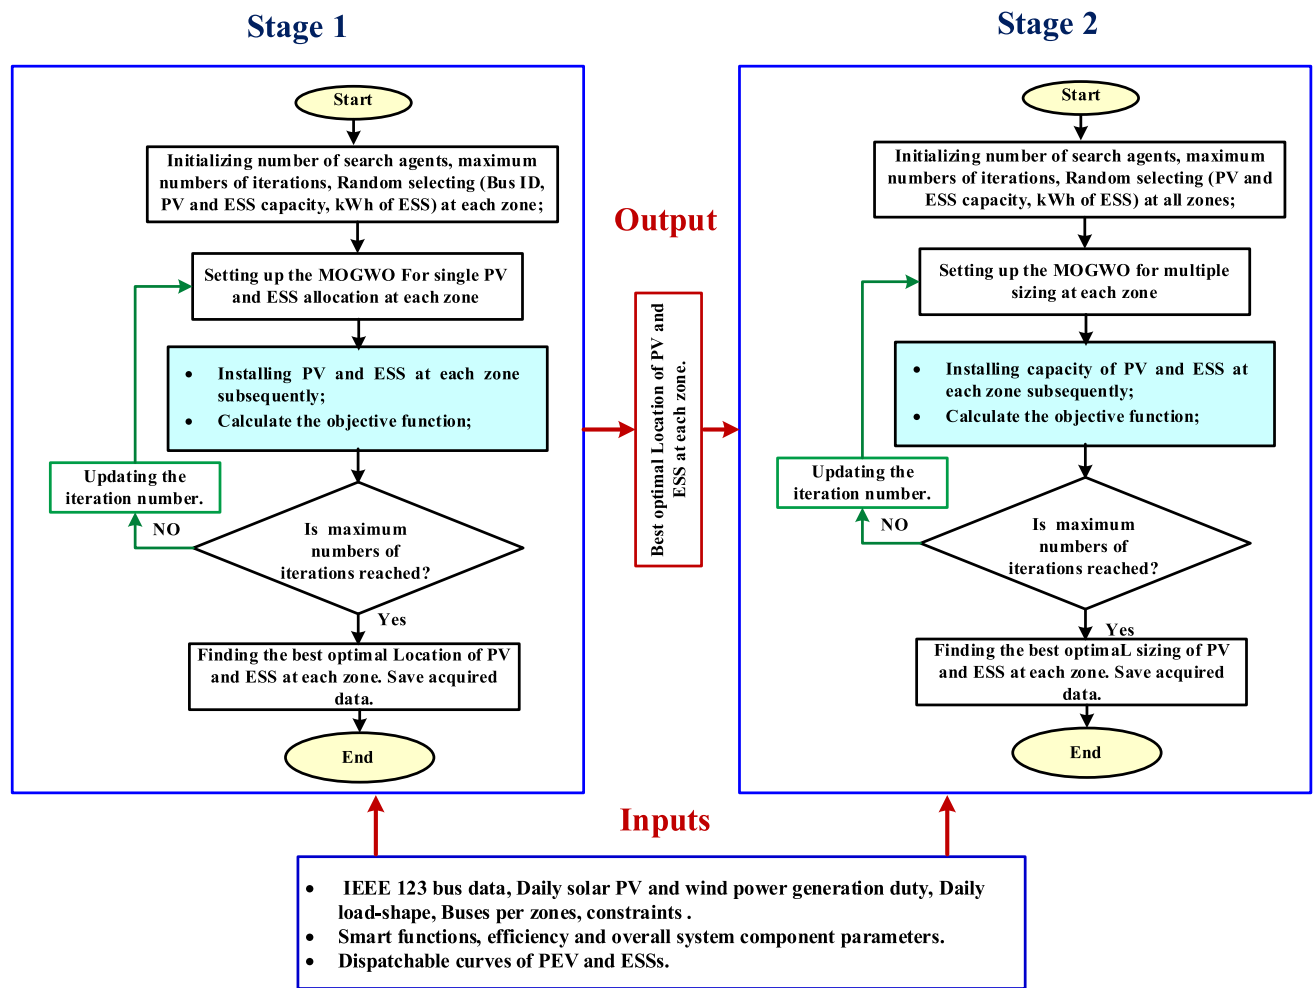 Stage 1
Start
Initializing number of search agents, maximum
numbers of iterations, Random selecting (Bus ID,
PV and ESS capacity, kWh of ESS) at each zone;
Setting up the MOGWO For single PV
and ESS allocation at each zone
• Installing PV and ESS at each zone
subsequently;
• Calculate the objective function;
Updating the
iteration number.
NO
Is maximum
numbers of
iterations reached?
Yes
Finding the best optimal Location of PV
and ESS at each zone. Save acquired
data.
End
Output
Best optimal Location of PV and
ESS at each zone.
Stage 2
Start
Initializing number of search agents, maximum
numbers of iterations, Random selecting (PV and
ESS capacity, kWh of ESS) at all zones;
Setting up the MOGWO for multiple
sizing at each zone
• Installing capacity of PV and ESS at
each zone subsequently;
• Calculate the objective function;
Updating the
iteration number.
NO
Is maximum
numbers of
iterations reached?
Yes
Finding the best optimaL sizing of PV
and ESS at each zone. Save acquired
data.
End
Inputs
• IEEE 123 bus data, Daily solar PV and wind power generation duty, Daily
load-shape, Buses per zones, constraints .
• Smart functions, efficiency and overall system component parameters.
• Dispatchable curves of PEV and ESSs.